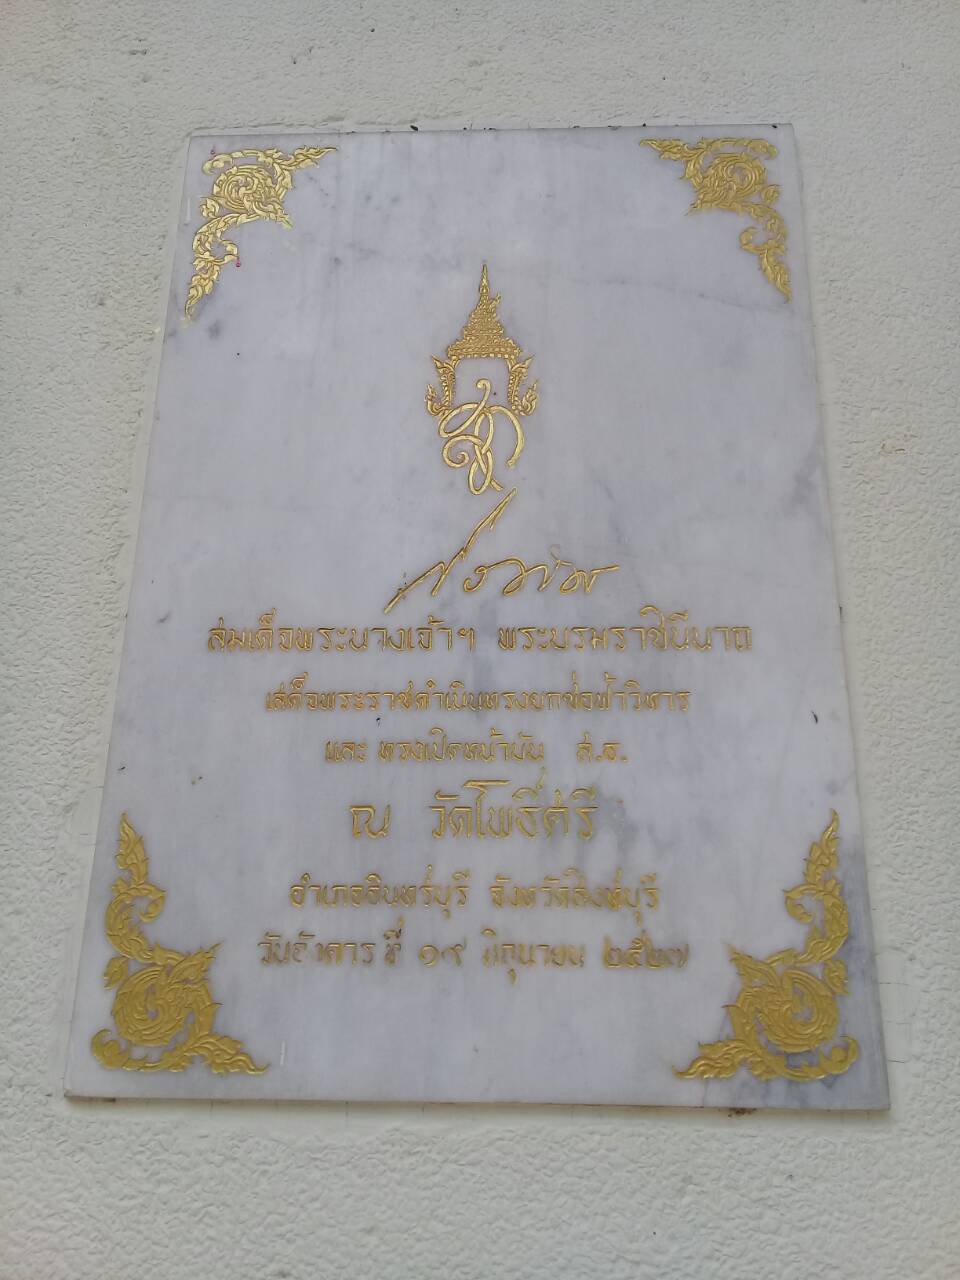 สก
สิริกิติ์
สมเด็จพระนางเจ้าฯ พระบรมราชินีนาถ
เสด็จพระราชดำเนินทรงยกช่อฟ้าวิหาร
และ ทรงเปิดหน้าบัน ส.ธ.
ณ วัดโพธิ์ศรี
อำเภออินทร์บุรี จังหวัดสิงห์บุรี
วันอังคาร ที่ ๑๙ มิถุนายน ๒๕๒๗